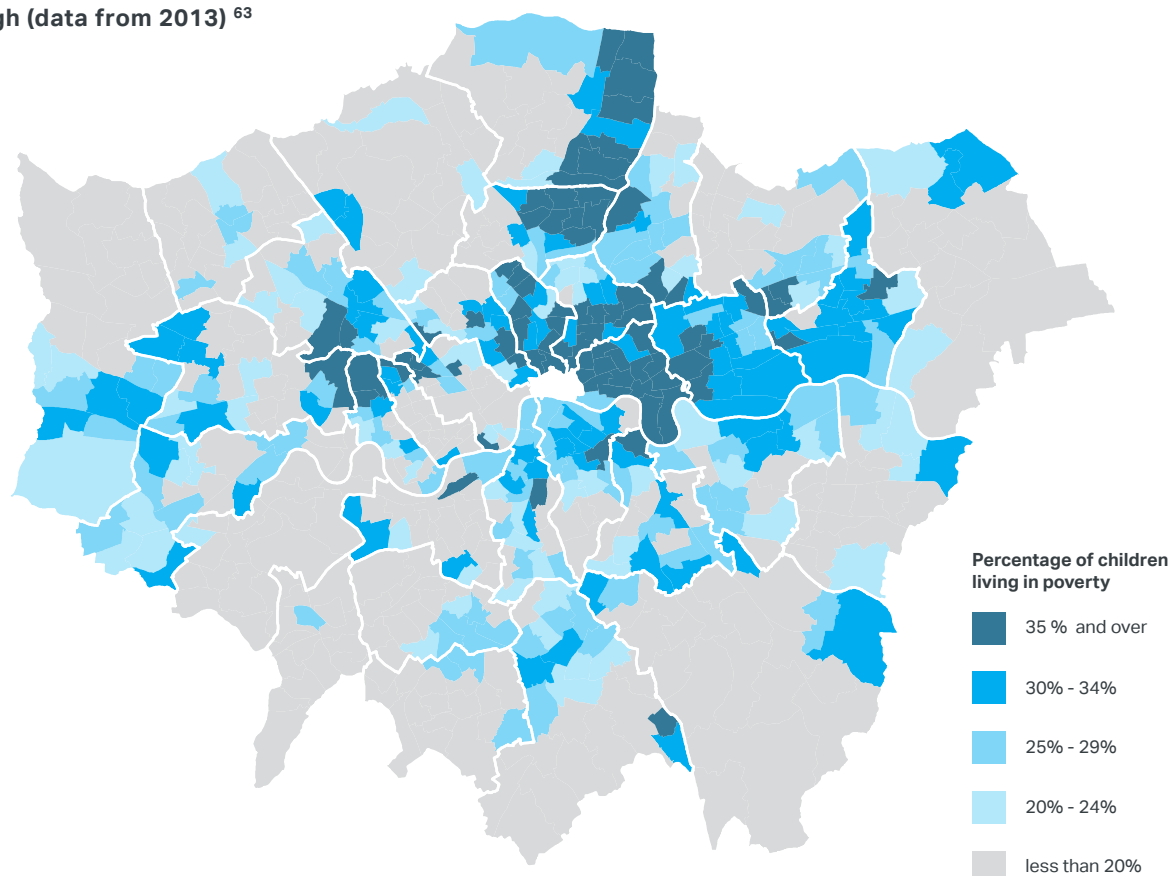 gh (data from 2013) 63
Percentage of children
living in poverty
35 % and over
30% - 34%
25% - 29%
20% - 24%
less than 20%